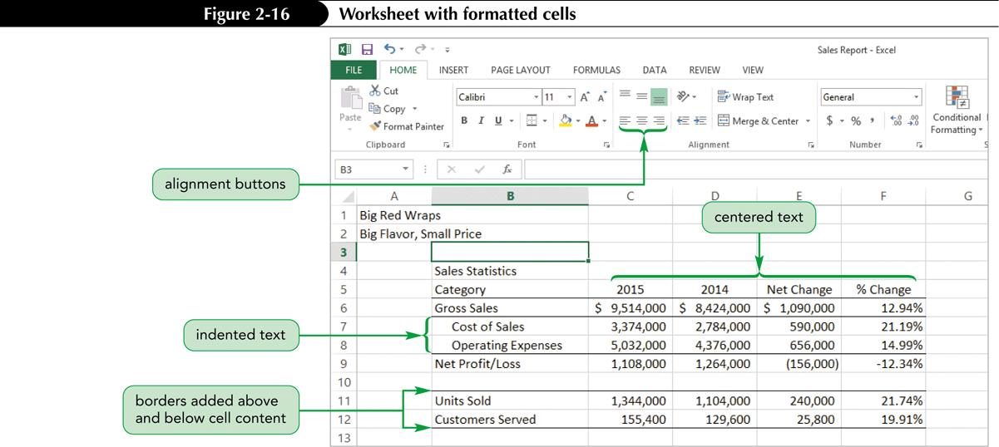 Figure 2-16 Worksheet with formatted cells
Sales Report - Excel
FILE HOME INSERT PAGE LAYOUT FORMULAS DATA REVIEW VIEW
Cut
Calibri 11 A A Wrap Text General
Copy
Paste
Format Painter
B I U A Merge & Center $ % , .00 .0
Conditional
Formatting
Clipboard Font Alignment Number
B3 fx
alignment buttons
A B C D E F G
centered text
1 Big Red Wraps
2 Big Flavor, Small Price
3
4 Sales Statistics
5 Category 2015 2014 Net Change % Change
6 Gross Sales $ 9,514,000 $ 8,424,000 $ 1,090,000 12.94%
indented text
7 Cost of Sales 3,374,000 2,784,000 590,000 21.19%
8 Operating Expenses 5,032,000 4,376,000 656,000 14.99%
9 Net Profit/Loss 1,108,000 1,264,000 (156,000) -12.34%
10
borders added above
and below cell content
11 Units Sold 1,344,000 1,104,000 240,000 21.74%
12 Customers Served 155,400 129,600 25,800 19.91%
13